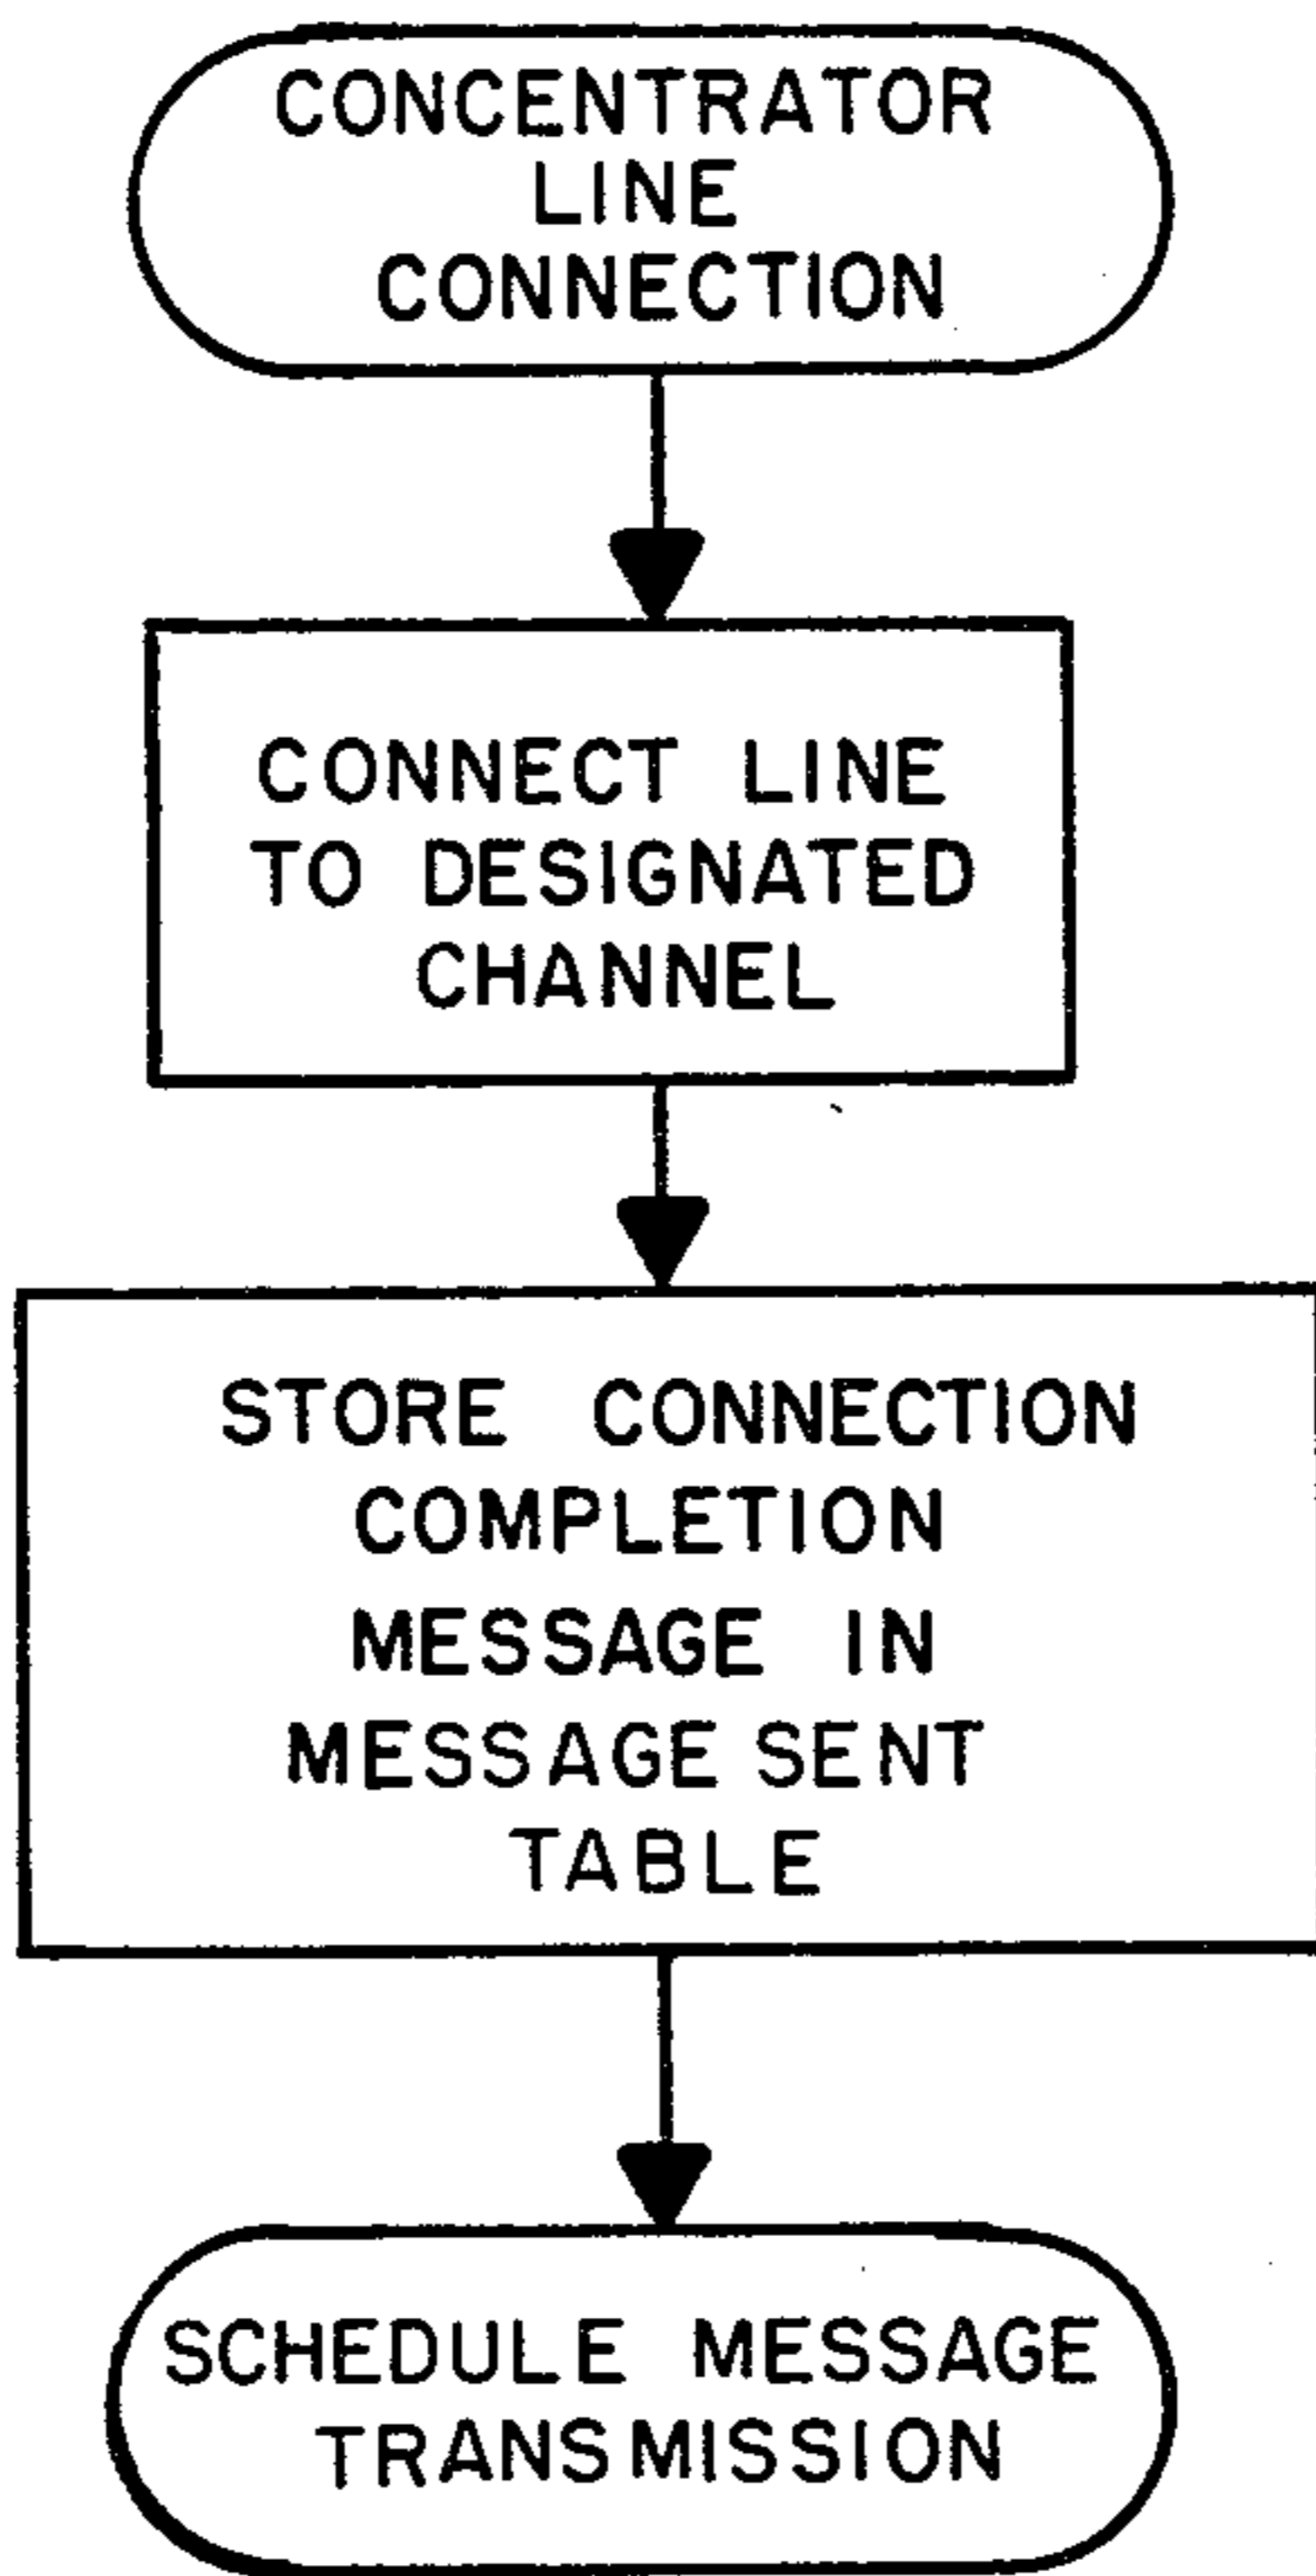 CONCENTRATOR
LINE
CONNECTION
CONNECT LINE
TO DESIGNATED
CHANNEL
STORE CONNECTION
COMPLETION
MESSAGE IN
MESSAGE SENT
TABLE
SCHEDULE MESSAGE
TRANSMISSION